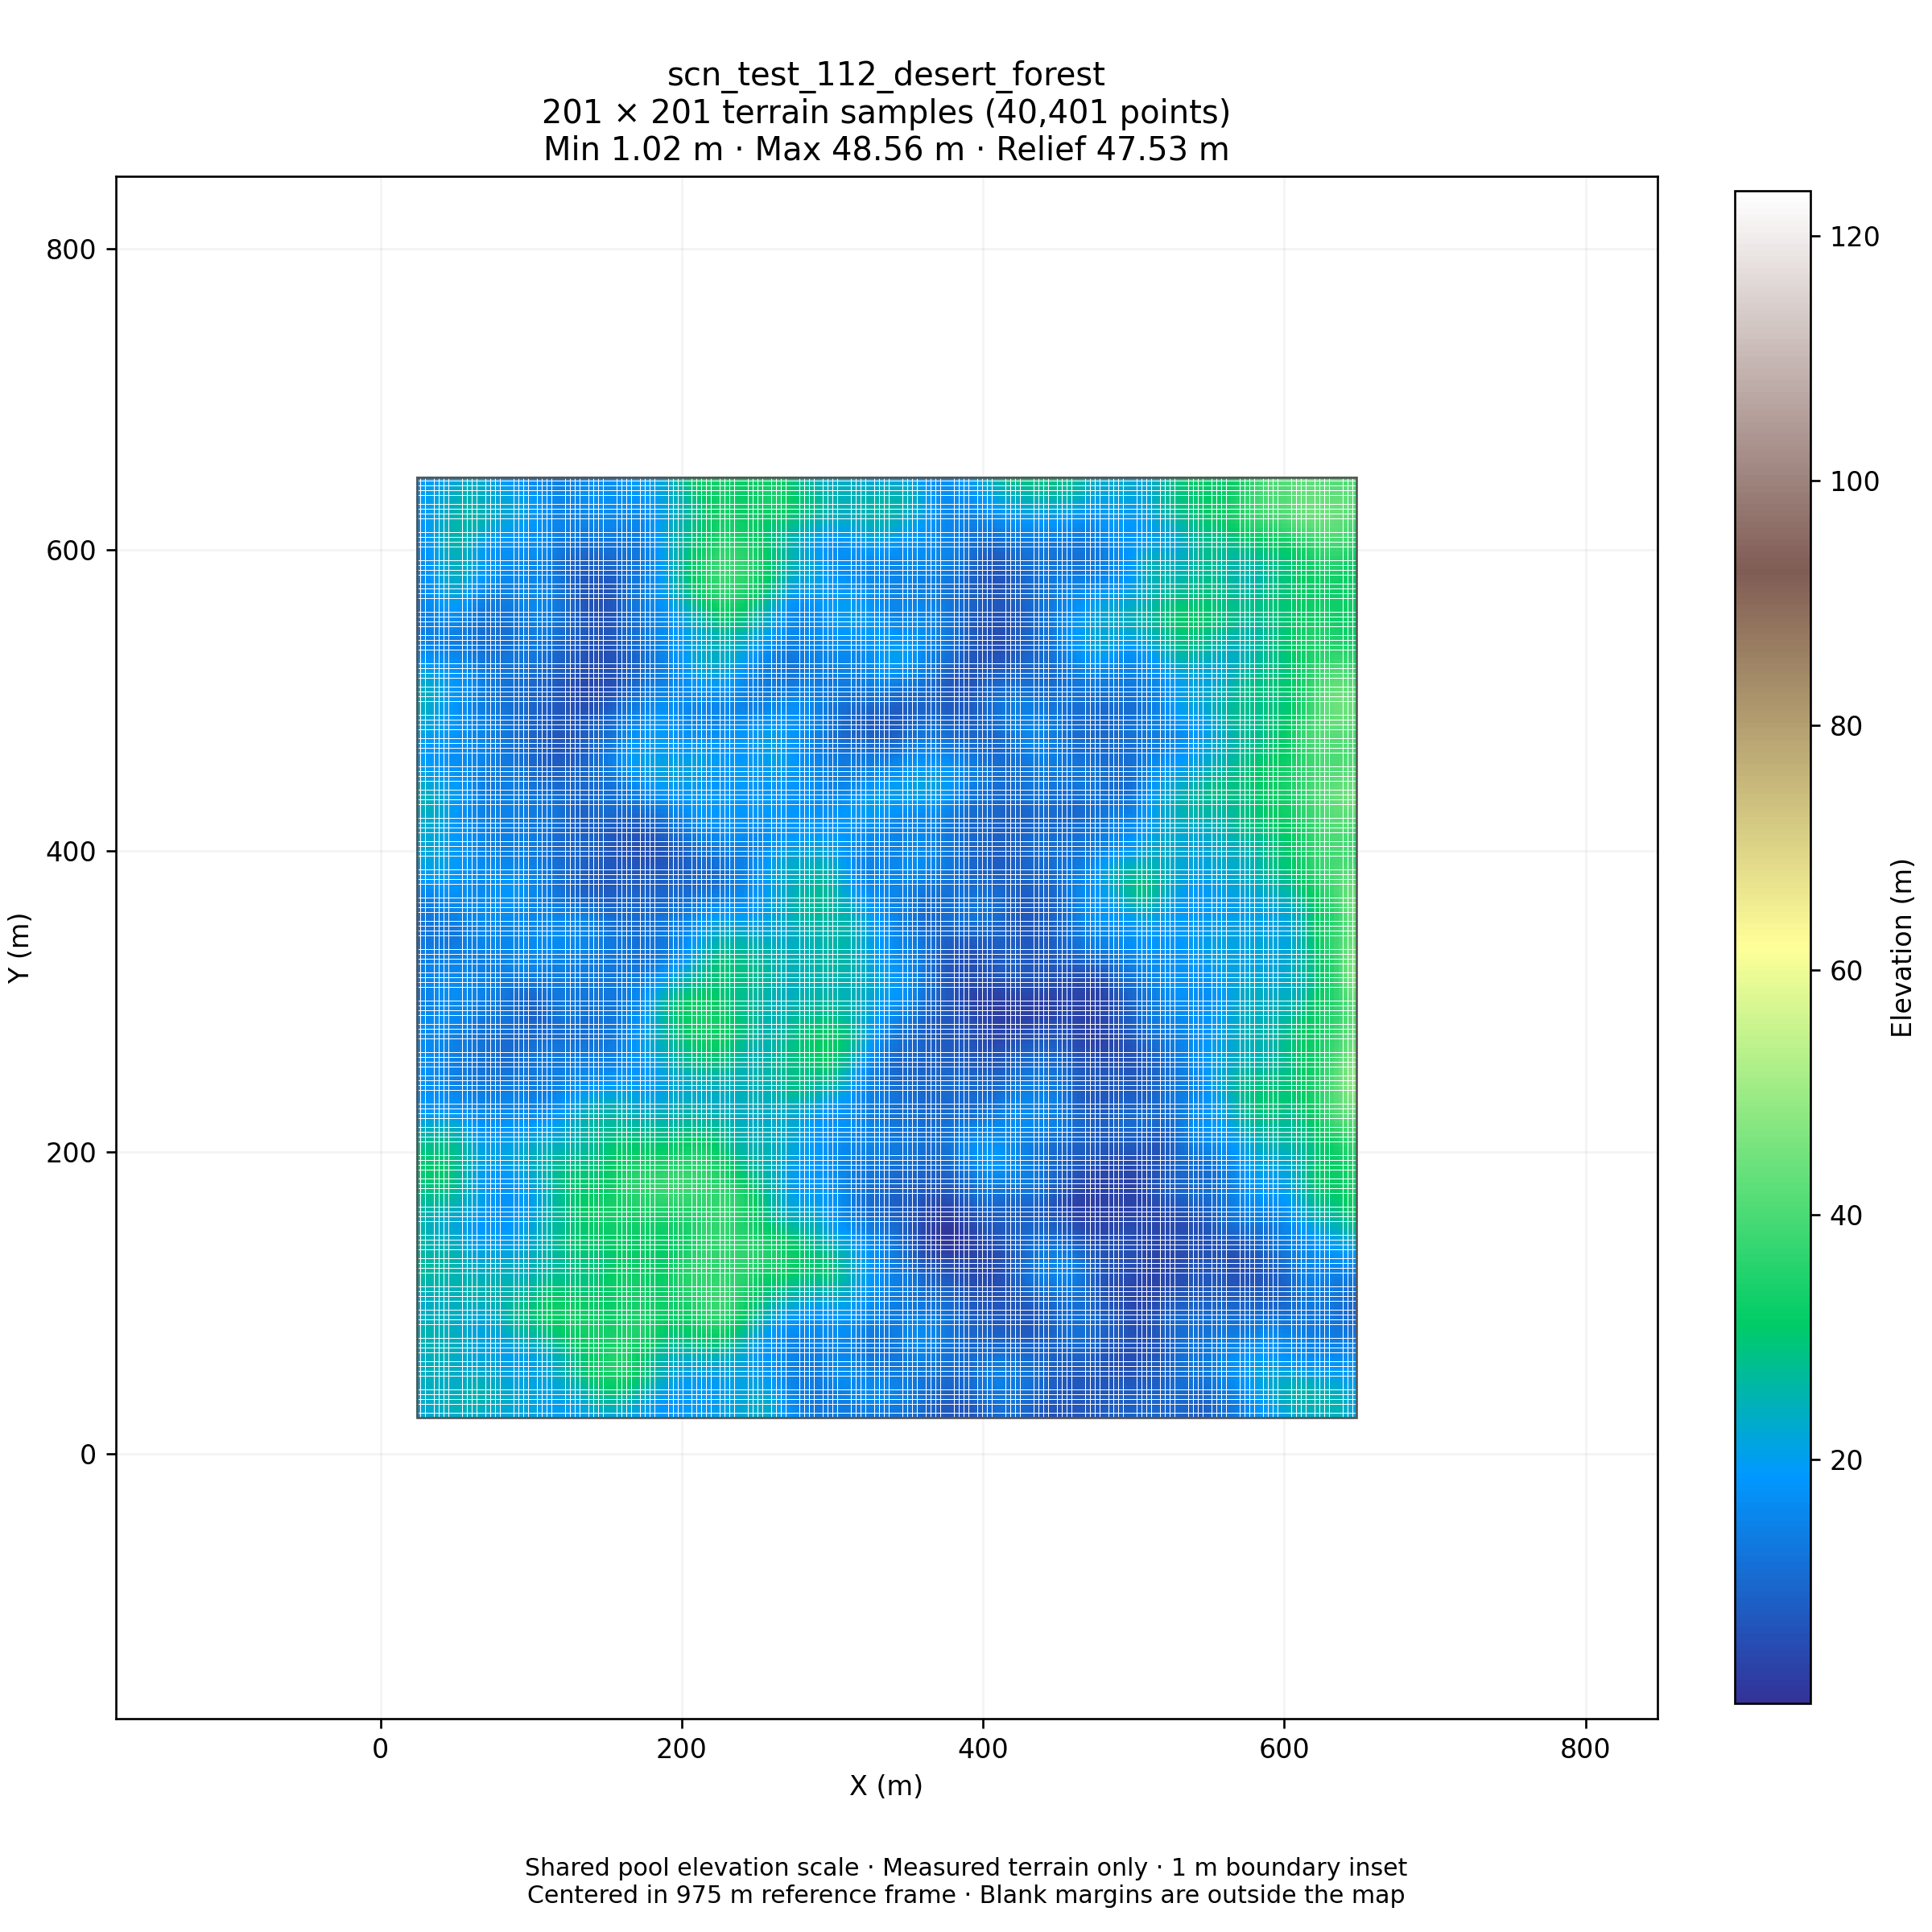 scn_test_112_desert_forest
201 × 201 terrain samples (40,401 points)
Min 1.02 m · Max 48.56 m · Relief 47.53 m
800
600
400
200
0
Y (m)
0
200
400
600
800
X (m)
120
100
80
60
40
20
Elevation (m)
Shared pool elevation scale · Measured terrain only · 1 m boundary inset
Centered in 975 m reference frame · Blank margins are outside the map